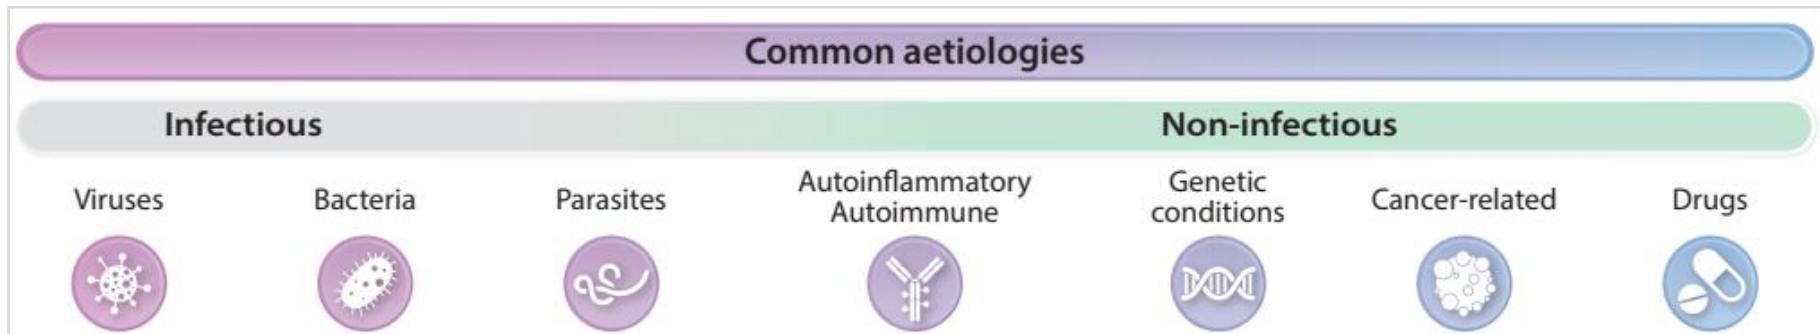 Common aetiologies
Infectious
Non-infectious
Viruses
Bacteria
Parasites
Autoinflammatory
Autoimmune
Genetic
conditions
Cancer-related
Drugs